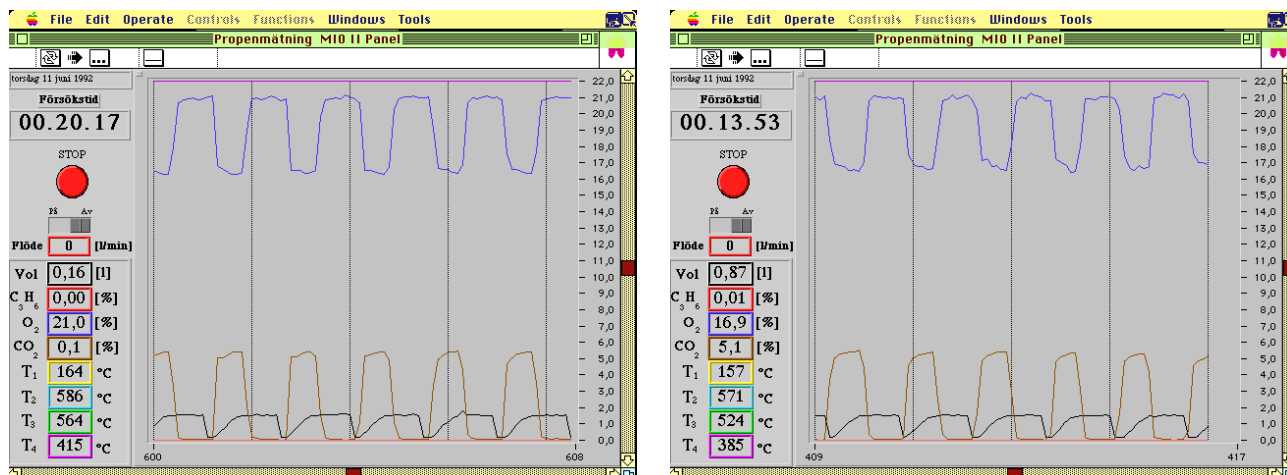 File Edit Operate Controls Functions Windows Tools
Propenmätning MIO II Panel
torsdag 11 juni 1992
Försökstid
00.20.17
STOP
På Av
Flöde 0 [l/min]
Vol 0,16 [l]
C3H6 0,00 [%]
O2 21,0 [%]
CO2 0,1 [%]
T1 164 °C
T2 586 °C
T3 564 °C
T4 415 °C
22,0
21,0
20,0
19,0
18,0
17,0
16,0
15,0
14,0
13,0
12,0
11,0
10,0
9,0
8,0
7,0
6,0
5,0
4,0
3,0
2,0
1,0
0,0
600 608
File Edit Operate Controls Functions Windows Tools
Propenmätning MIO II Panel
torsdag 11 juni 1992
Försökstid
00.13.53
STOP
På Av
Flöde 0 [l/min]
Vol 0,87 [l]
C3H6 0,01 [%]
O2 16,9 [%]
CO2 5,1 [%]
T1 157 °C
T2 571 °C
T3 524 °C
T4 385 °C
22,0
21,0
20,0
19,0
18,0
17,0
16,0
15,0
14,0
13,0
12,0
11,0
10,0
9,0
8,0
7,0
6,0
5,0
4,0
3,0
2,0
1,0
0,0
409 417